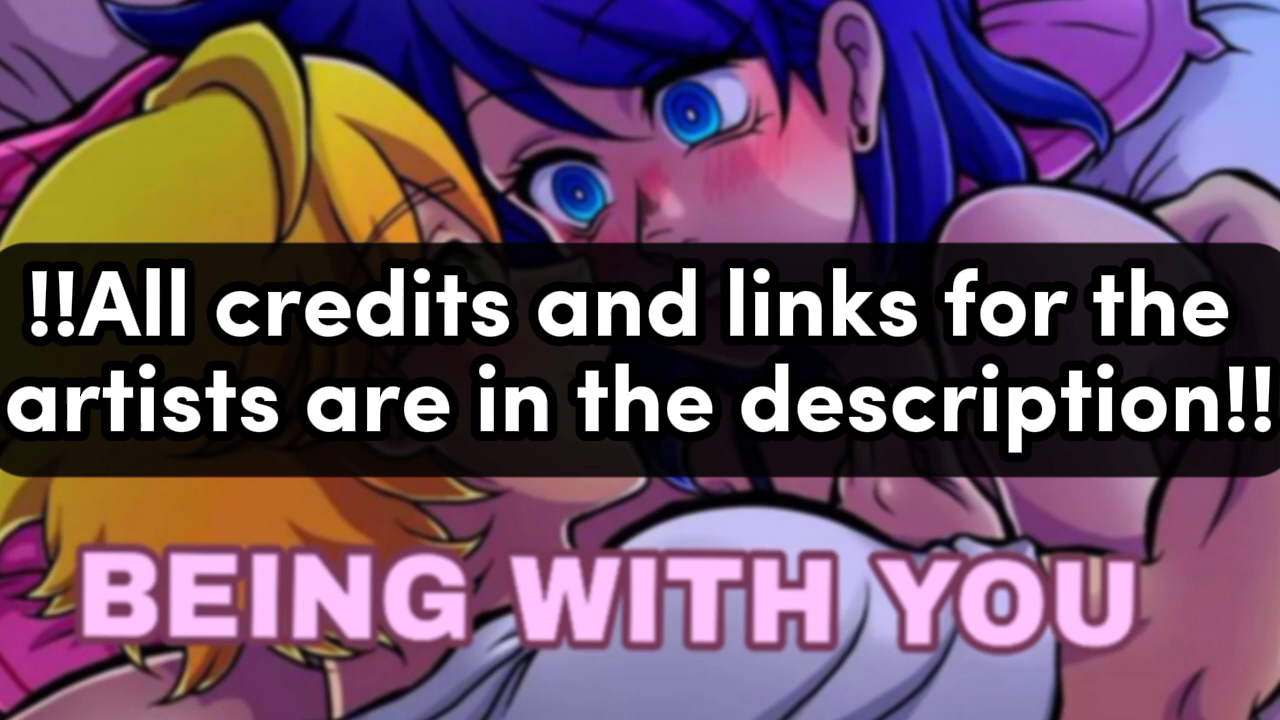 !!All credits and links for the
artists are in the description!!
BEING WITH YOU